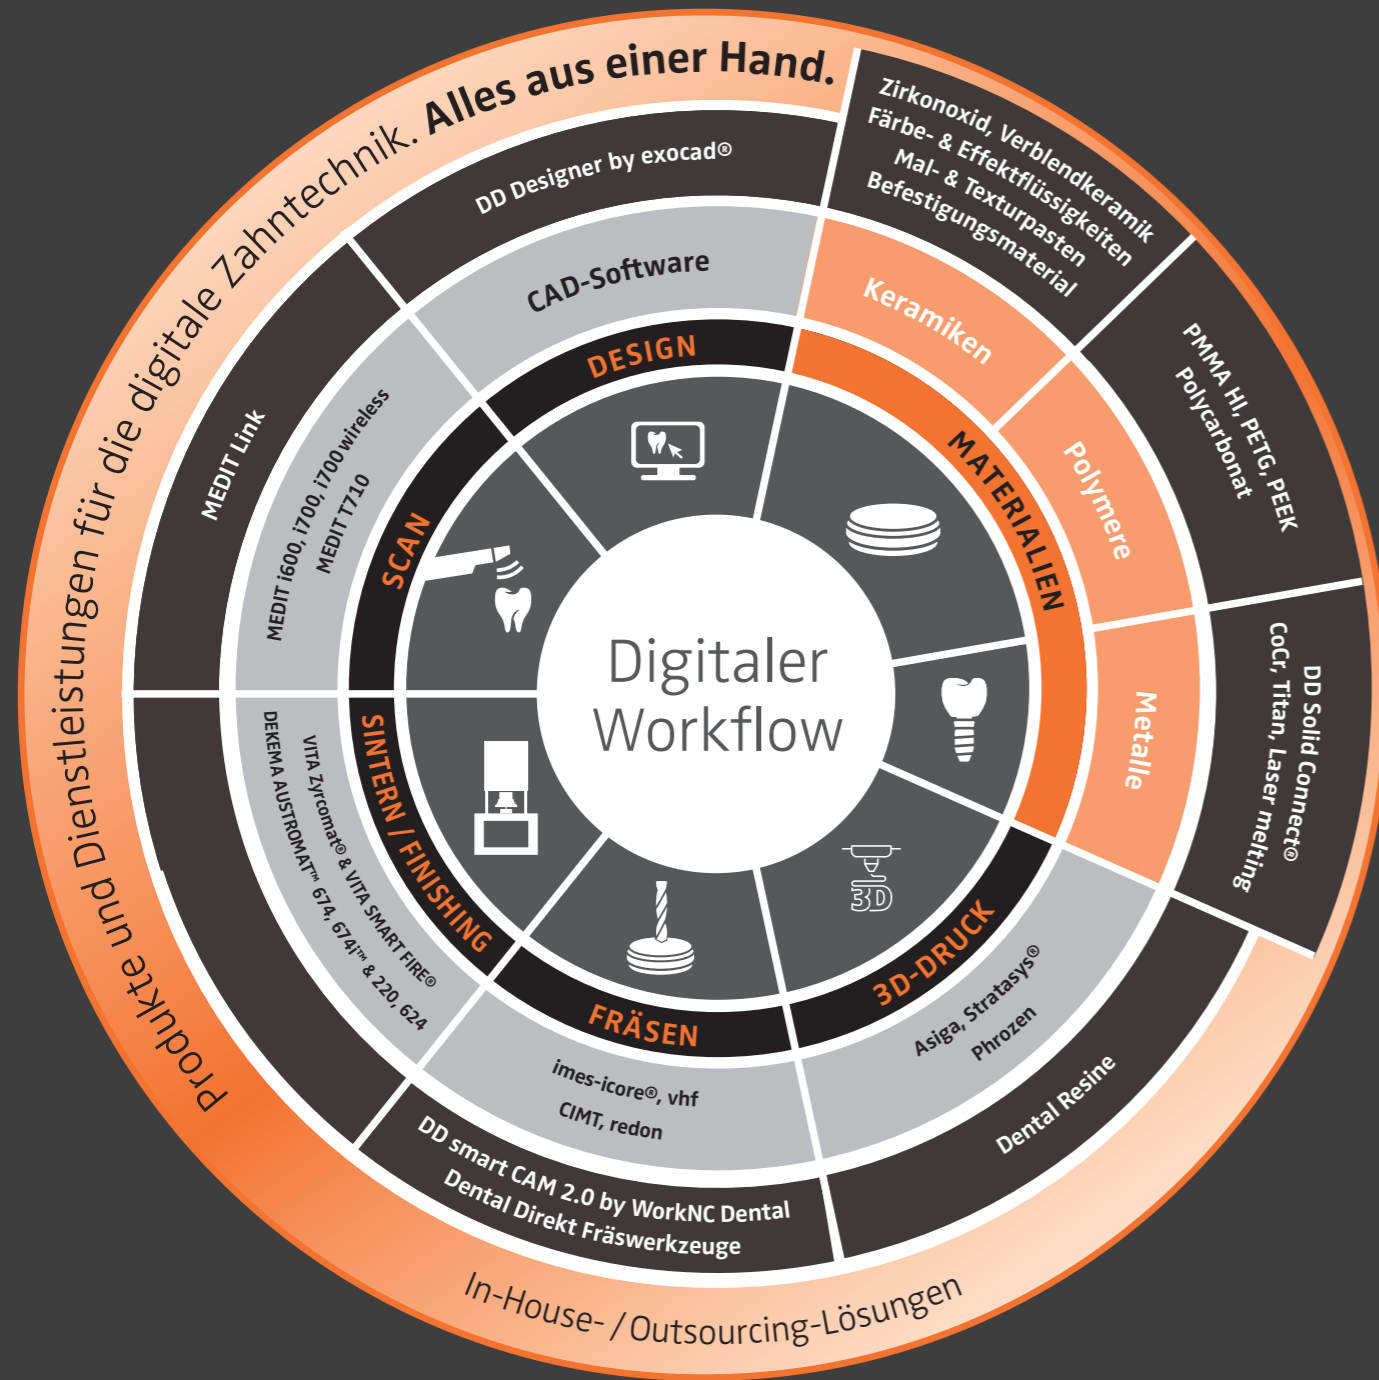 Produkte und Dienstleistungen für die digitale Zahntechnik. Alles aus einer Hand.
Digitaler
Workflow
DESIGN
CAD-Software
DD Designer by exocad®
MATERIALIEN
Keramiken
Zirkonoxid, Verblendkeramik
Färbe- & Effektflüssigkeiten
Mal- & Texturpasten
Befestigungsmaterial
Polymere
PMMA HI, PETG, PEEK
Polycarbonat
Metalle
DD Solid Connect®
CoCr, Titan, Laser melting
3D
3D-DRUCK
Asiga, Stratasys®
Phrozen
Dental Resine
FRÄSEN
imes-icore®, vhf
CIMT, redon
DD smart CAM 2.0 by WorkNC Dental
Dental Direkt Fräswerkzeuge
SINTERN / FINISHING
VITA Zyrcomat® & VITA SMART FIRE®
DEKEMA AUSTROMAT™ 674, 674i™ & 220, 624
SCAN
MEDIT i600, i700, i700 wireless
MEDIT T710
MEDIT Link
In-House- / Outsourcing-Lösungen